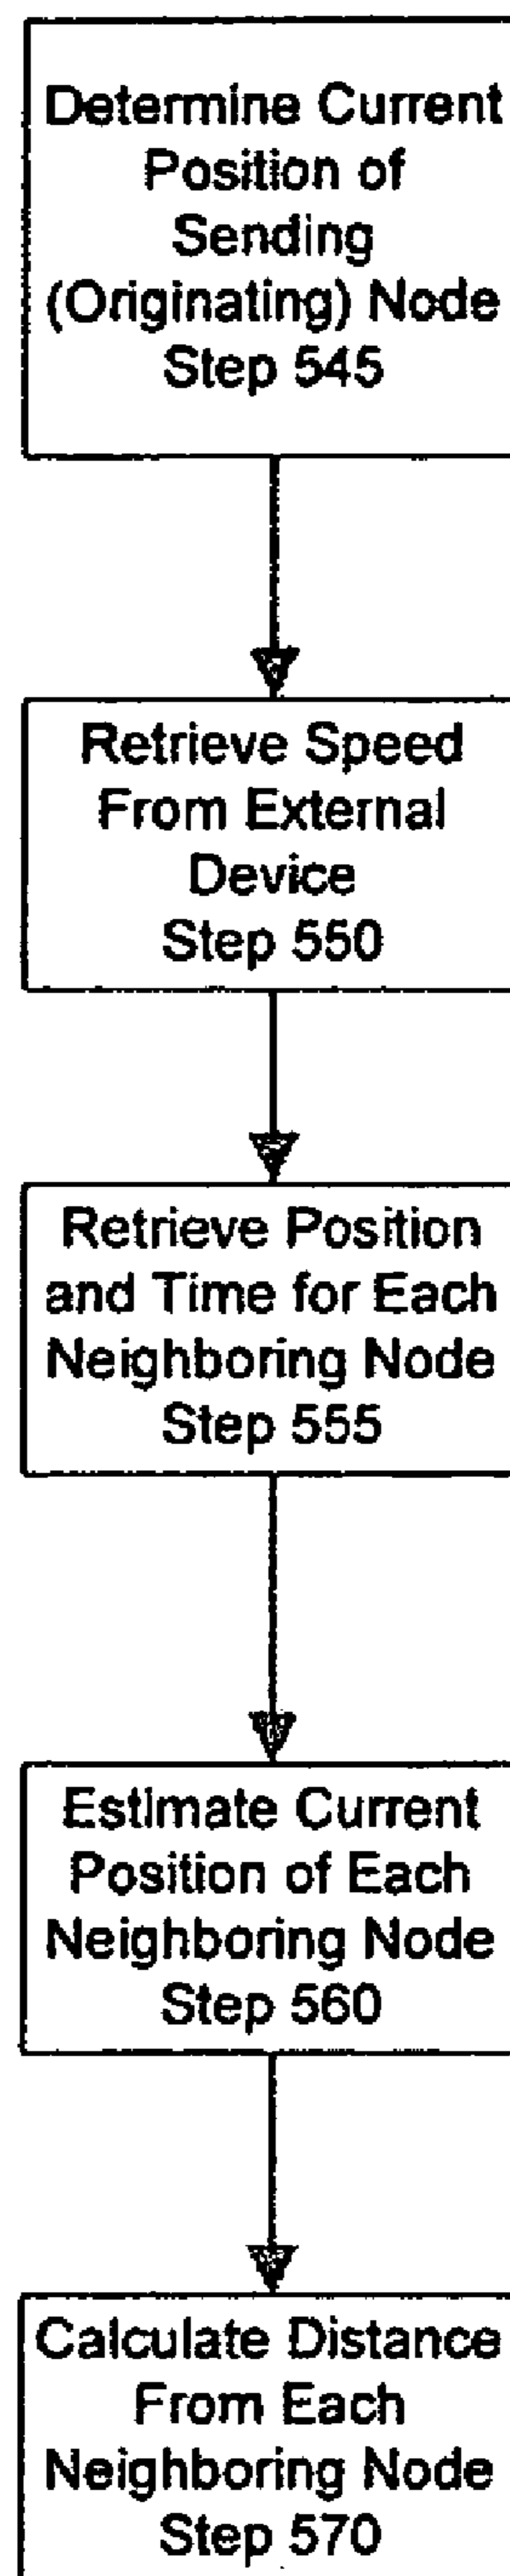 Determine Current
Position of
Sending
(Originating) Node
Step 545
Retrieve Speed
From External
Device
Step 550
Retrieve Position
and Time for Each
Neighboring Node
Step 555
Estimate Current
Position of Each
Neighboring Node
Step 560
Calculate Distance
From Each
Neighboring Node
Step 570